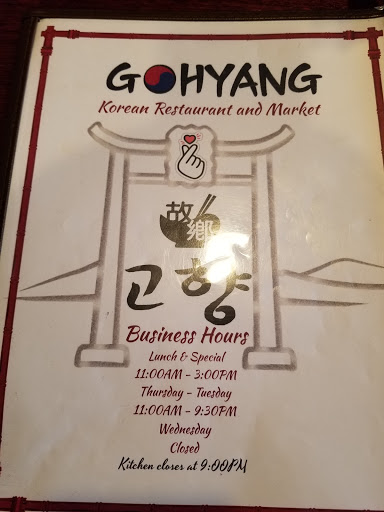 GOHYANG
Korean Restaurant and Market
故
鄉
고향
Business Hours
Lunch & Special
11:00AM - 3:00PM
Thursday - Tuesday
11:00AM - 9:30PM
Wednesday
Closed
Kitchen closes at 9:00PM